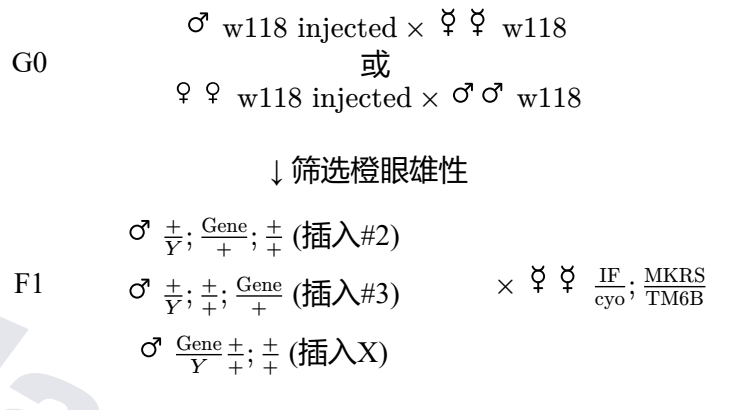 ♂ w118 injected × ☿ ☿ w118
G0 或
♀ ♀ w118 injected × ♂♂ w118
↓筛选橙眼雄性
♂ +/Y; Gene/+; +/+ (插入#2)
F1 ♂ +/Y; +/+; Gene/+ (插入#3) × ☿ ☿ IF/cyo; MKRS/TM6B
♂ Gene/Y +/+; +/+ (插入X)